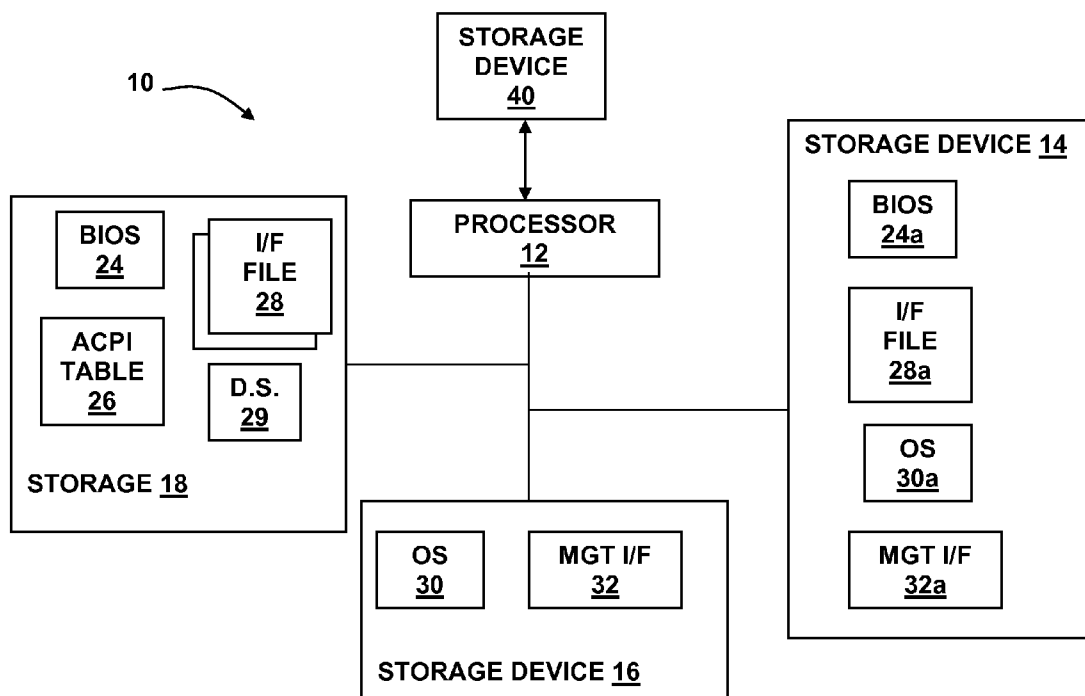 10
STORAGE
DEVICE
40
PROCESSOR
12
BIOS
24
I/F
FILE
28
ACPI
TABLE
26
D.S.
29
STORAGE 18
STORAGE DEVICE 14
BIOS
24a
I/F
FILE
28a
OS
30a
MGT I/F
32a
OS
30
MGT I/F
32
STORAGE DEVICE 16